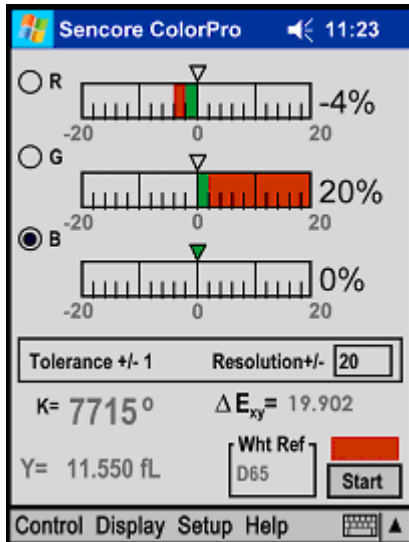 Sencore ColorPro 11:23
R -4%
-20 0 20
G 20%
-20 0 20
B 0%
-20 0 20
Tolerance +/- 1 Resolution+/- 20
K= 7715° ΔExy= 19.902
Wht Ref
Y= 11.550 fL D65 Start
Control Display Setup Help